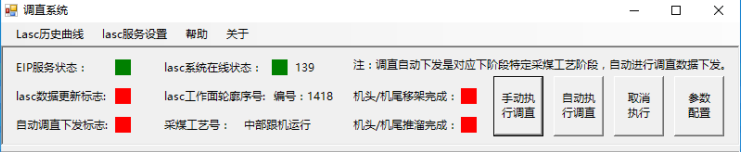 调直系统
Lasc历史曲线 lasc服务设置 帮助 关于
EIP服务状态： lasc系统在线状态： 139 注：调直自动下发是对应下阶段特定采煤工艺阶段，自动进行调直数据下发。
lasc数据更新标志: lasc工作面轮廓序号: 编号：1418 机头/机尾移架完成：
自动调直下发标志: 采煤工艺号： 中部跟机运行 机头/机尾推溜完成：
手动执
行调直
自动执
行调直
取消
执行
参数
配置